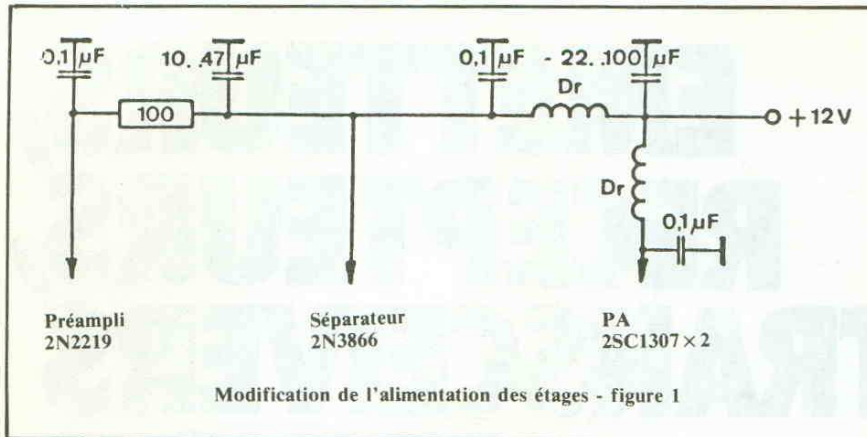 0,1 µF
10. .47 µF
0,1 µF - 22. .100 µF
Dr
100
+ 12 V
Dr
0,1 µF
Préampli
2N2219
Séparateur
2N3866
PA
2SC1307 × 2
Modification de l'alimentation des étages - figure 1